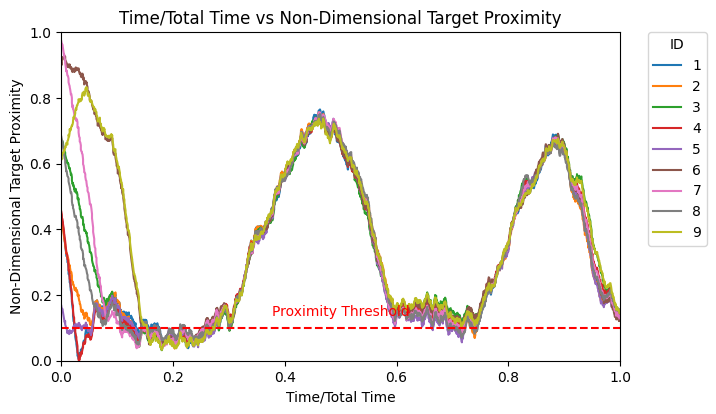 Time/Total Time vs Non-Dimensional Target Proximity
Non-Dimensional Target Proximity
1.0
0.8
0.6
0.4
0.2
0.0
Proximity Threshold
0.0 0.2 0.4 0.6 0.8 1.0
Time/Total Time
ID
1
2
3
4
5
6
7
8
9